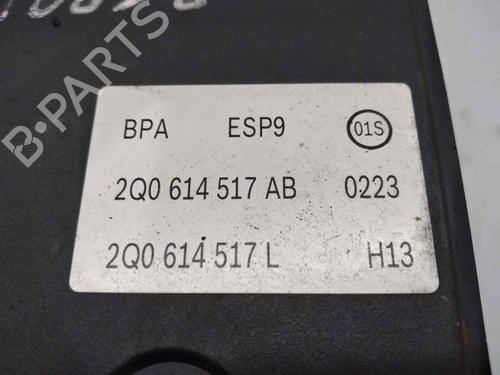 BPA ESP9 01S
2Q0 614 517 AB 0223
2Q0 614 517 L H13
B-PARTS